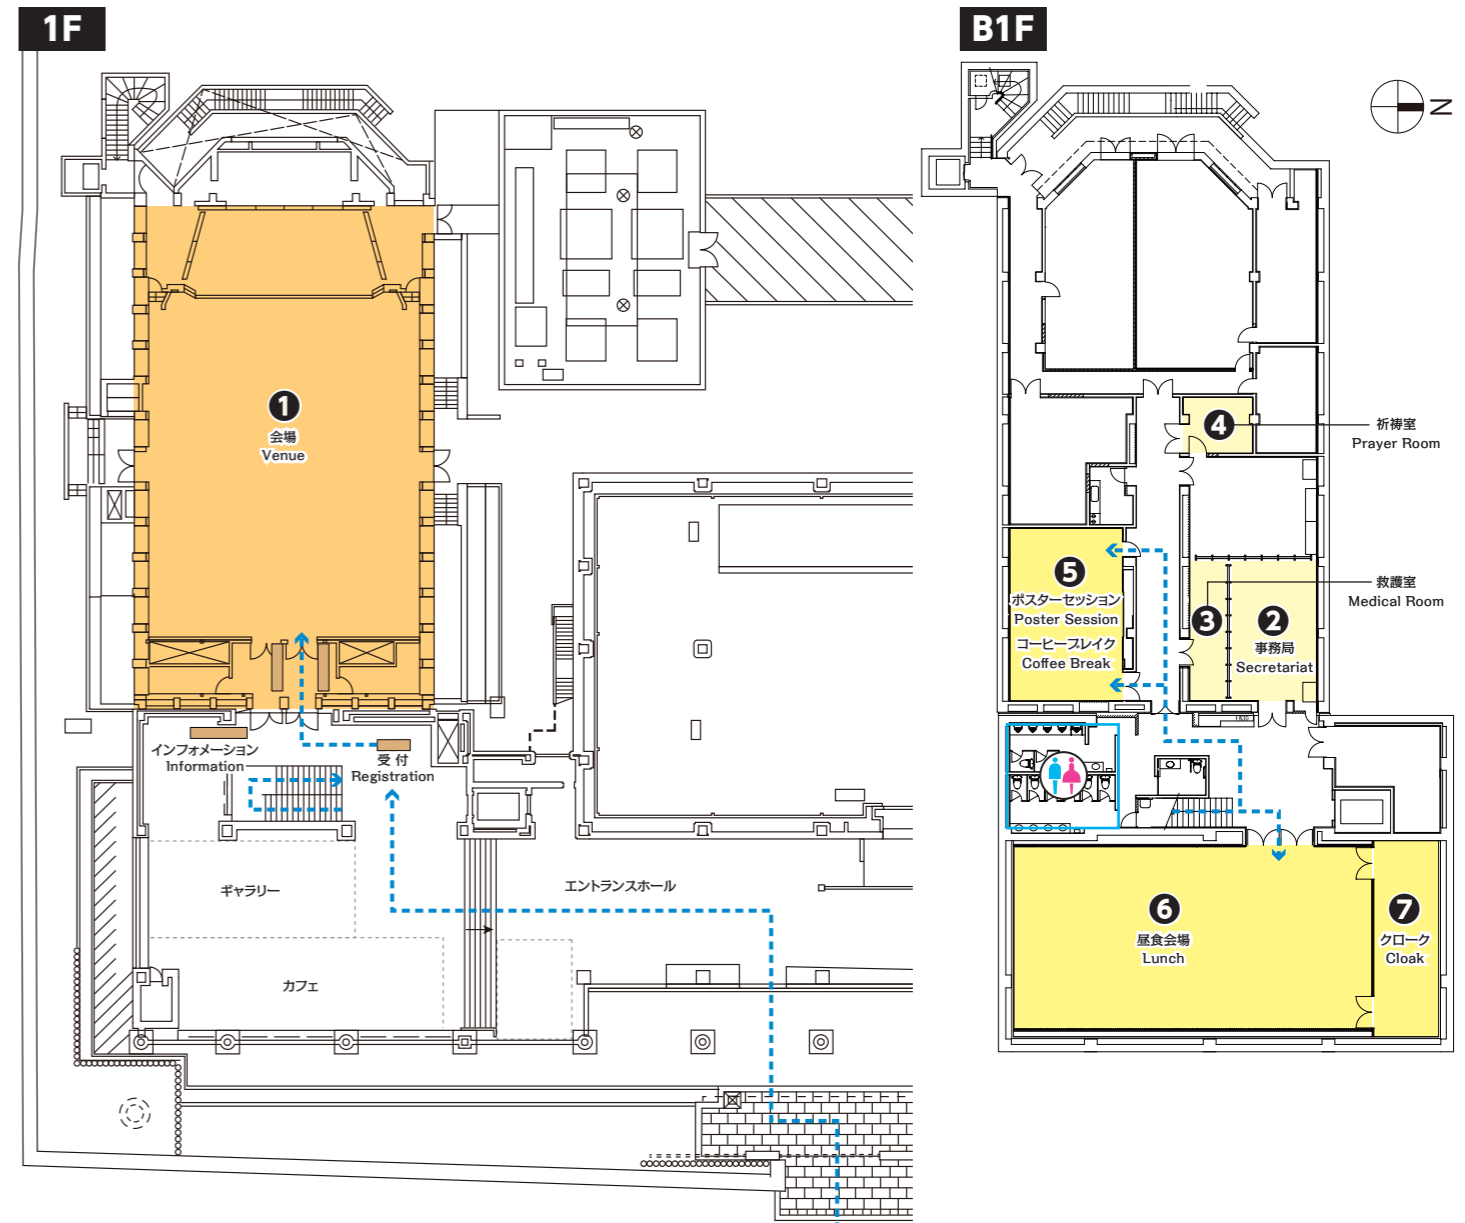 1F
1
会場
Venue
インフォメーション
Information
受付
Registration
ギャラリー
エントランスホール
カフェ
B1F
N
4
祈祷室
Prayer Room
5
ポスターセッション
Poster Session
コーヒーブレイク
Coffee Break
3
救護室
Medical Room
2
事務局
Secretariat
6
昼食会場
Lunch
7
クローク
Cloak